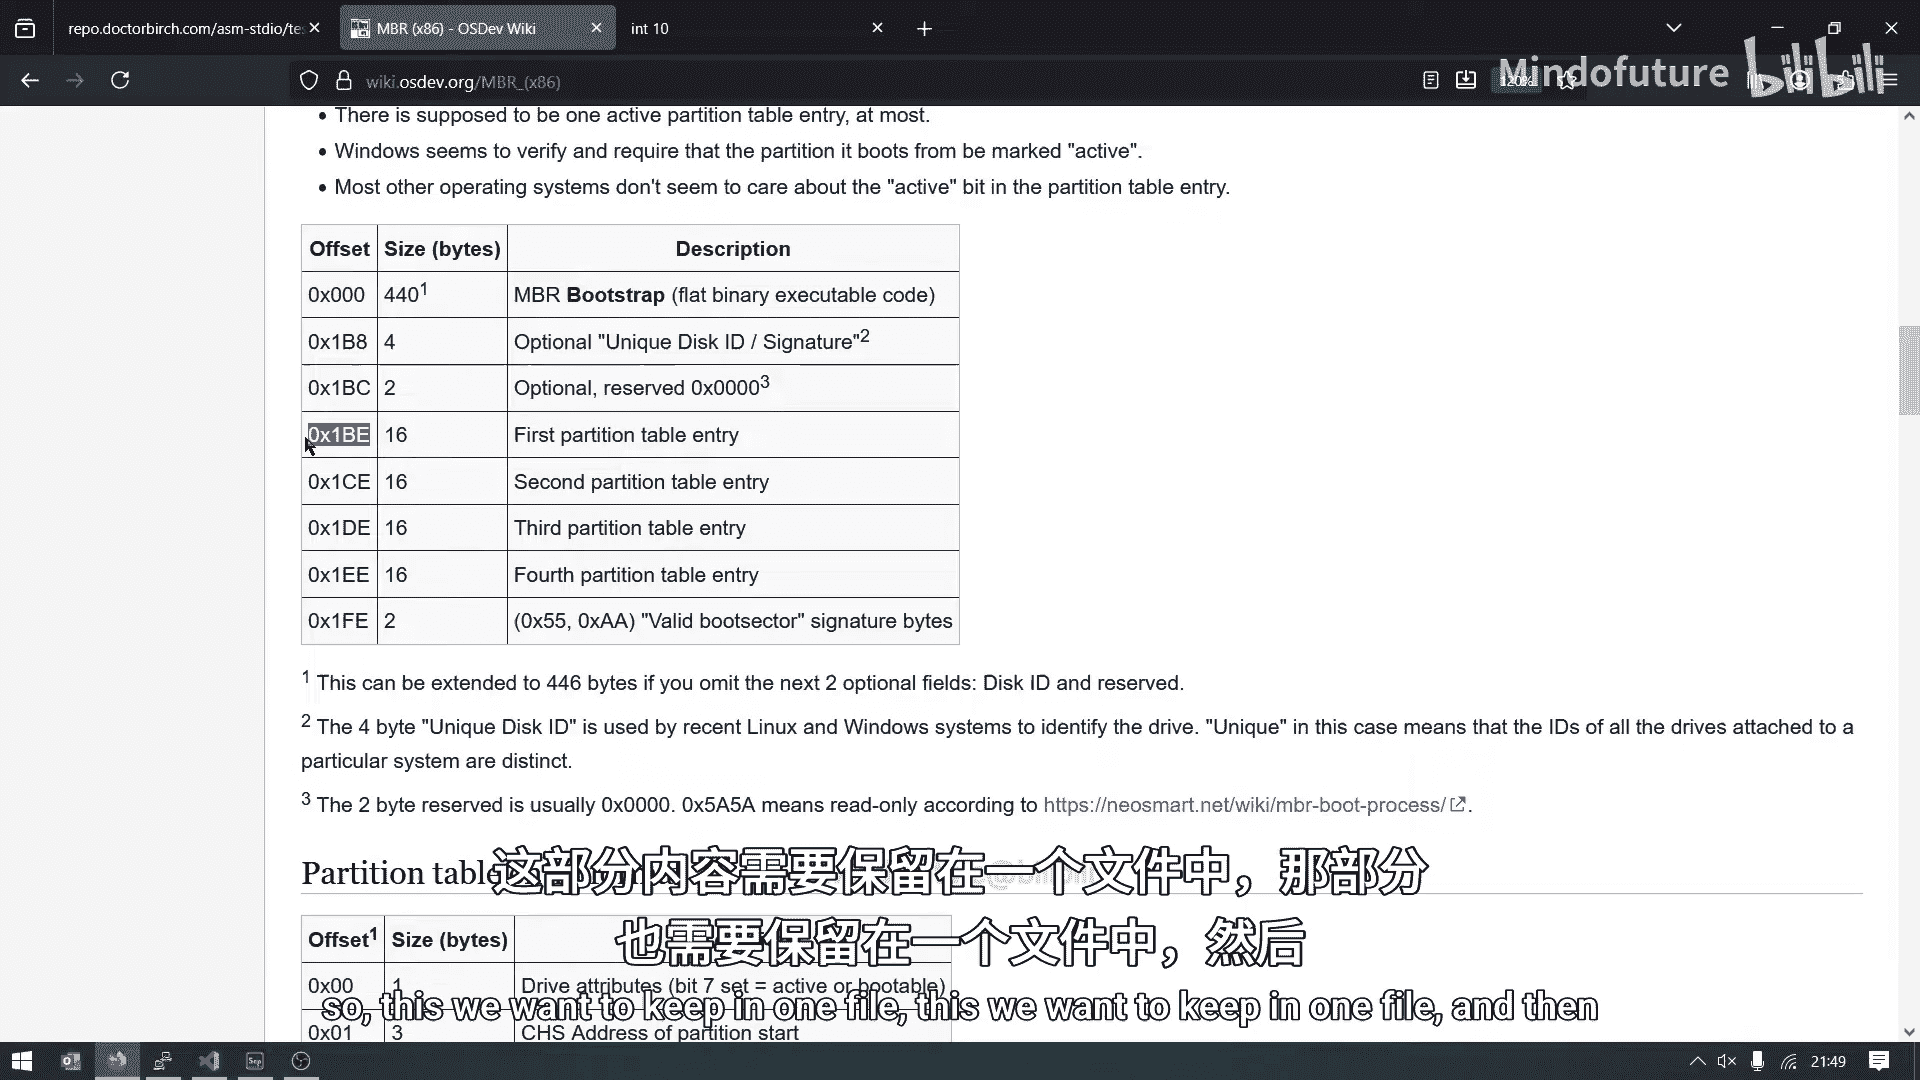 repo.doctorbirch.com/asm-stdio/te
MBR (x86) - OSDev Wiki
int 10
wiki.osdev.org/MBR_(x86)
120%
Mindofuture bilibili
There is supposed to be one active partition table entry, at most.
Windows seems to verify and require that the partition it boots from be marked "active".
Most other operating systems don't seem to care about the "active" bit in the partition table entry.
Offset Size (bytes) Description
0x000 440¹ MBR Bootstrap (flat binary executable code)
0x1B8 4 Optional "Unique Disk ID / Signature"²
0x1BC 2 Optional, reserved 0x0000³
0x1BE 16 First partition table entry
0x1CE 16 Second partition table entry
0x1DE 16 Third partition table entry
0x1EE 16 Fourth partition table entry
0x1FE 2 (0x55, 0xAA) "Valid bootsector" signature bytes
¹ This can be extended to 446 bytes if you omit the next 2 optional fields: Disk ID and reserved.
² The 4 byte "Unique Disk ID" is used by recent Linux and Windows systems to identify the drive. "Unique" in this case means that the IDs of all the drives attached to a
particular system are distinct.
³ The 2 byte reserved is usually 0x0000. 0x5A5A means read-only according to https://neosmart.net/wiki/mbr-boot-process/.
Partition table
这部分内容需要保留在一个文件中，那部分
也需要保留在一个文件中，然后
Offset¹ Size (bytes)
0x00 1 Drive attributes (bit 7 set = active or bootable)
so, this we want to keep in one file, this we want to keep in one file, and then
0x01 3 CHS Address of partition start
21:49